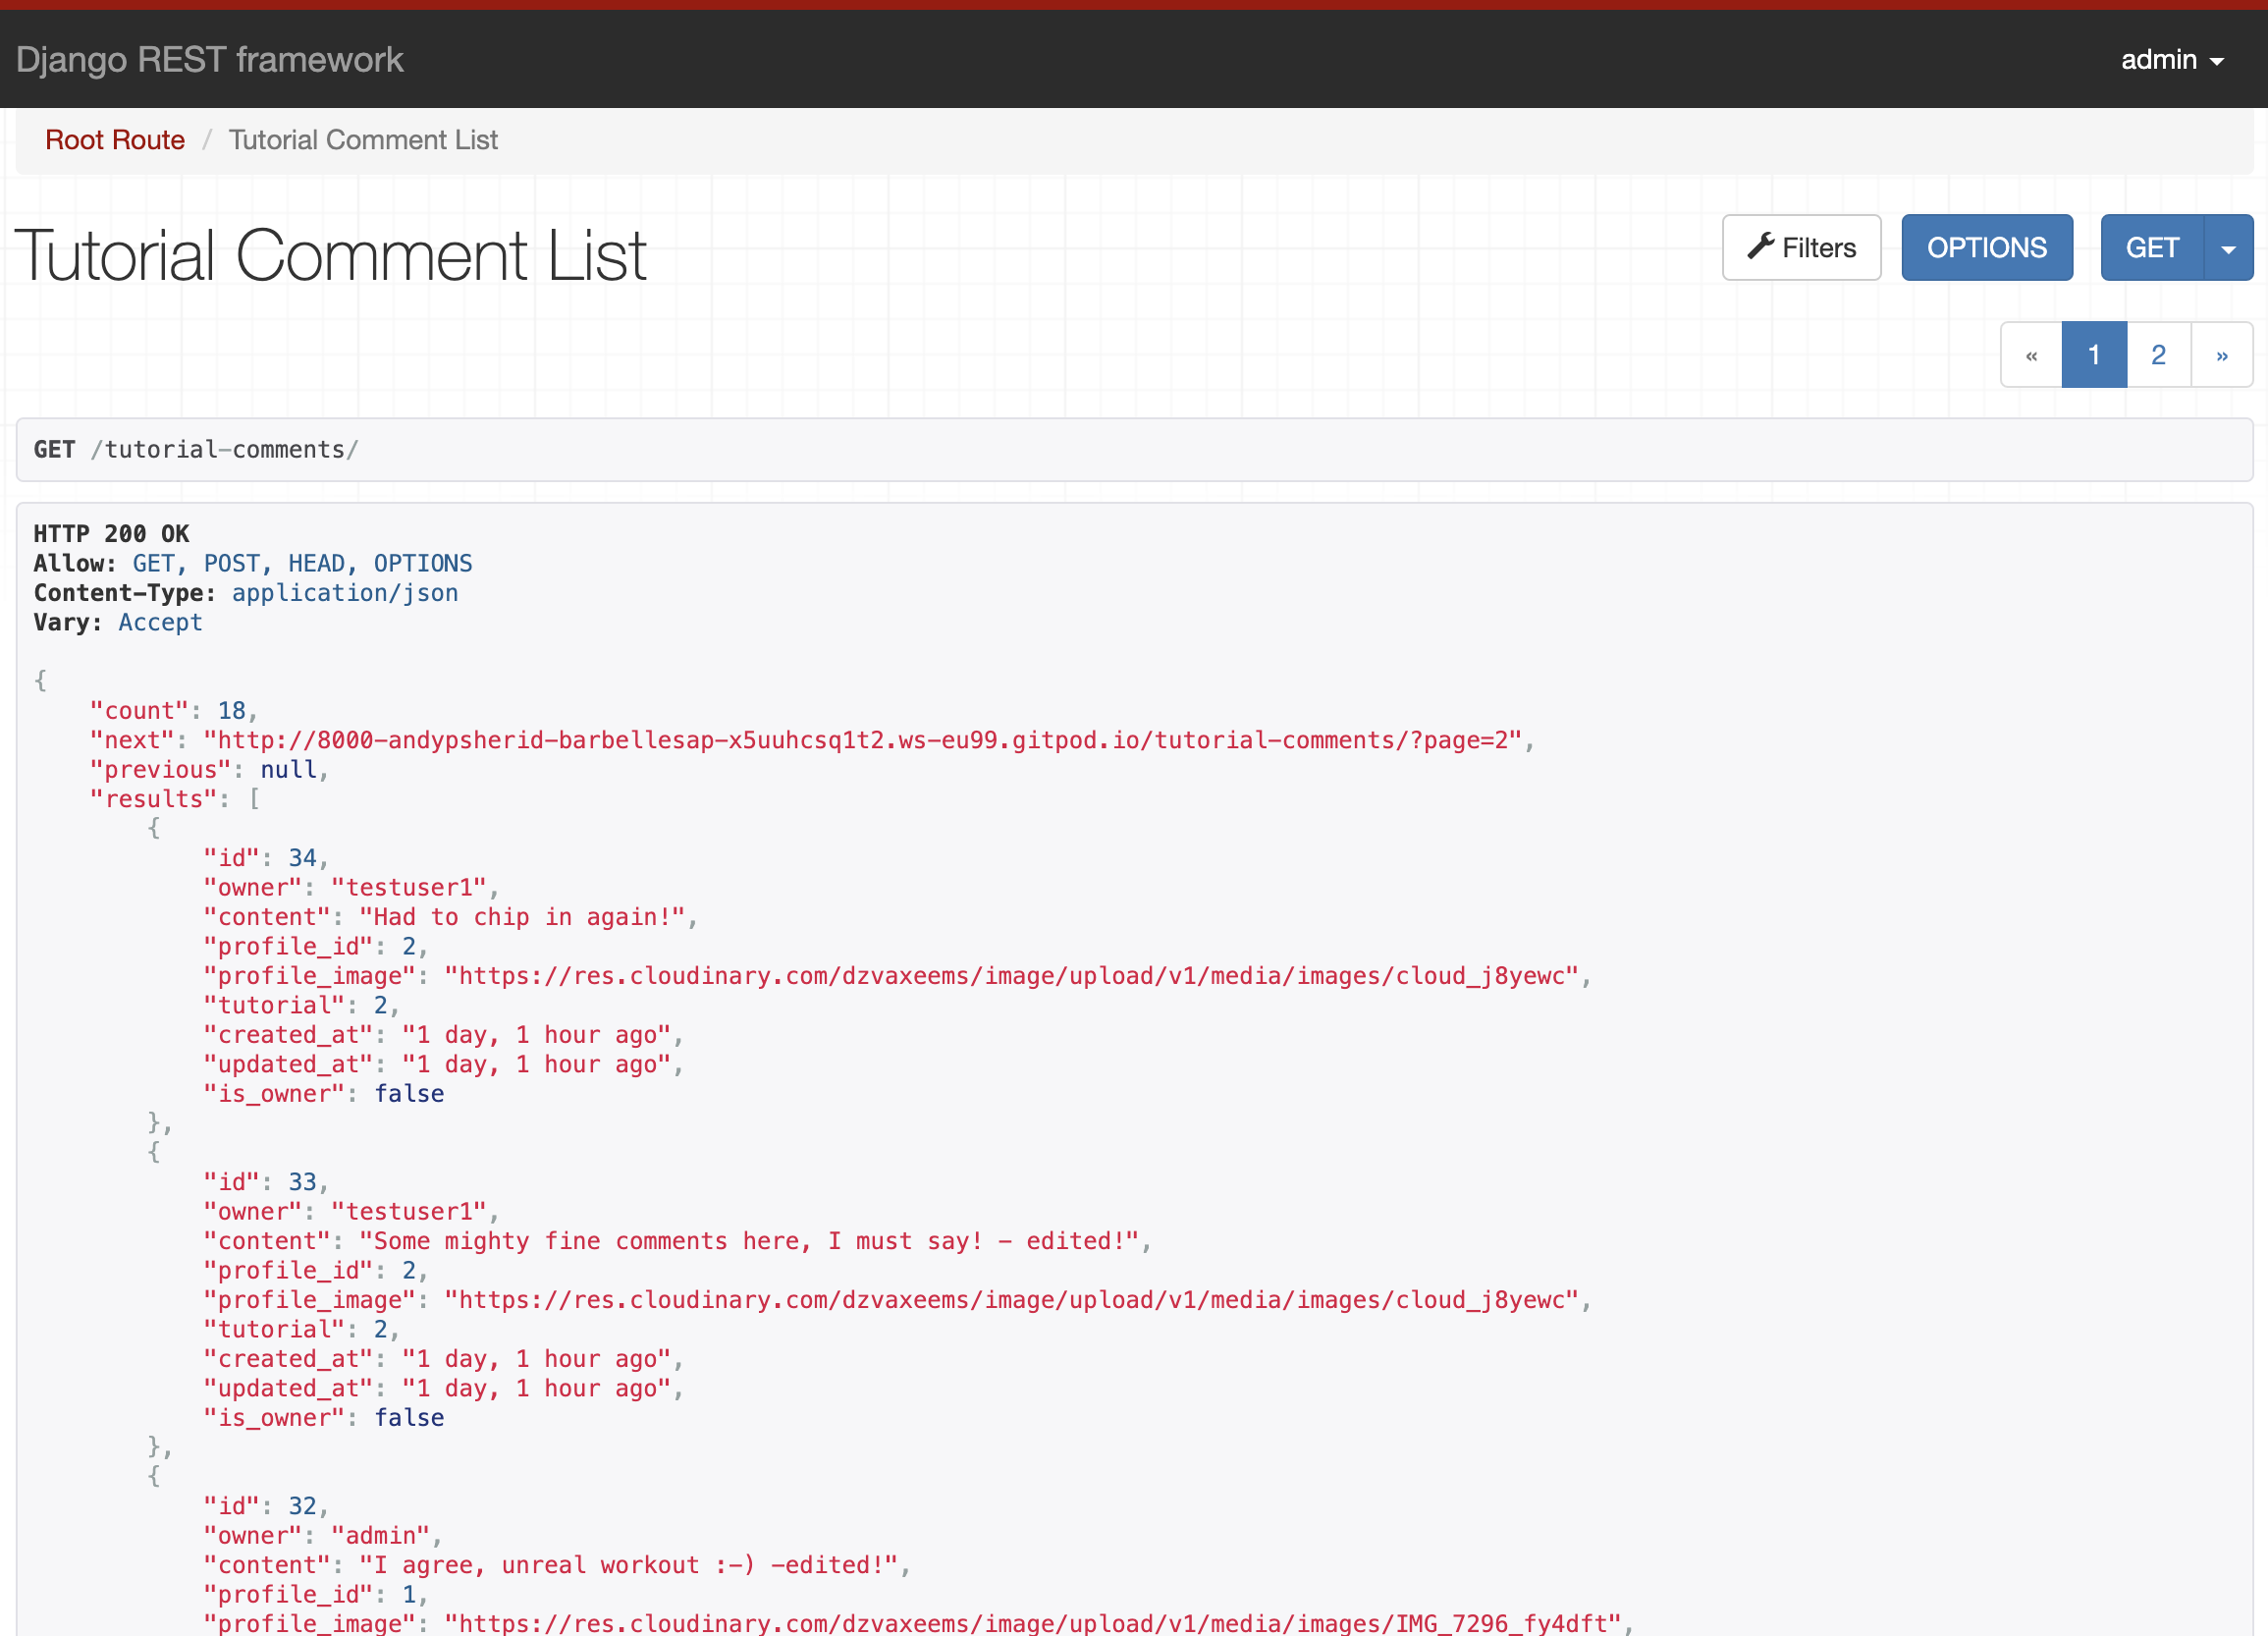 Django REST framework
admin
Root Route / Tutorial Comment List
Tutorial Comment List
Filters
OPTIONS
GET
« 1 2 »
GET /tutorial-comments/
HTTP 200 OK
Allow: GET, POST, HEAD, OPTIONS
Content-Type: application/json
Vary: Accept
{
    "count": 18,
    "next": "http://8000-andypsherid-barbellesap-x5uuhcsq1t2.ws-eu99.gitpod.io/tutorial-comments/?page=2",
    "previous": null,
    "results": [
        {
            "id": 34,
            "owner": "testuser1",
            "content": "Had to chip in again!",
            "profile_id": 2,
            "profile_image": "https://res.cloudinary.com/dzvaxeems/image/upload/v1/media/images/cloud_j8yewc",
            "tutorial": 2,
            "created_at": "1 day, 1 hour ago",
            "updated_at": "1 day, 1 hour ago",
            "is_owner": false
        },
        {
            "id": 33,
            "owner": "testuser1",
            "content": "Some mighty fine comments here, I must say! - edited!",
            "profile_id": 2,
            "profile_image": "https://res.cloudinary.com/dzvaxeems/image/upload/v1/media/images/cloud_j8yewc",
            "tutorial": 2,
            "created_at": "1 day, 1 hour ago",
            "updated_at": "1 day, 1 hour ago",
            "is_owner": false
        },
        {
            "id": 32,
            "owner": "admin",
            "content": "I agree, unreal workout :-) -edited!",
            "profile_id": 1,
            "profile_image": "https://res.cloudinary.com/dzvaxeems/image/upload/v1/media/images/IMG_7296_fy4dft",